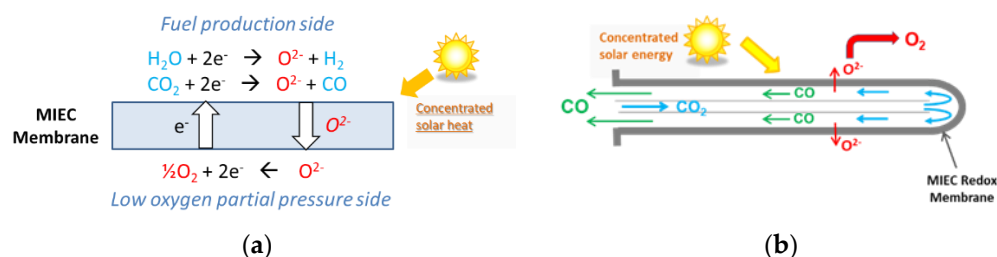 Fuel production side
H₂O + 2e⁻ → O²⁻ + H₂
CO₂ + 2e⁻ → O²⁻ + CO
Concentrated
solar heat
MIEC
Membrane
e⁻
O²⁻
½O₂ + 2e⁻ ← O²⁻
Low oxygen partial pressure side
(a)
Concentrated
solar energy
O₂
O²⁻
CO
CO
CO₂
CO
O²⁻
MIEC Redox
Membrane
(b)